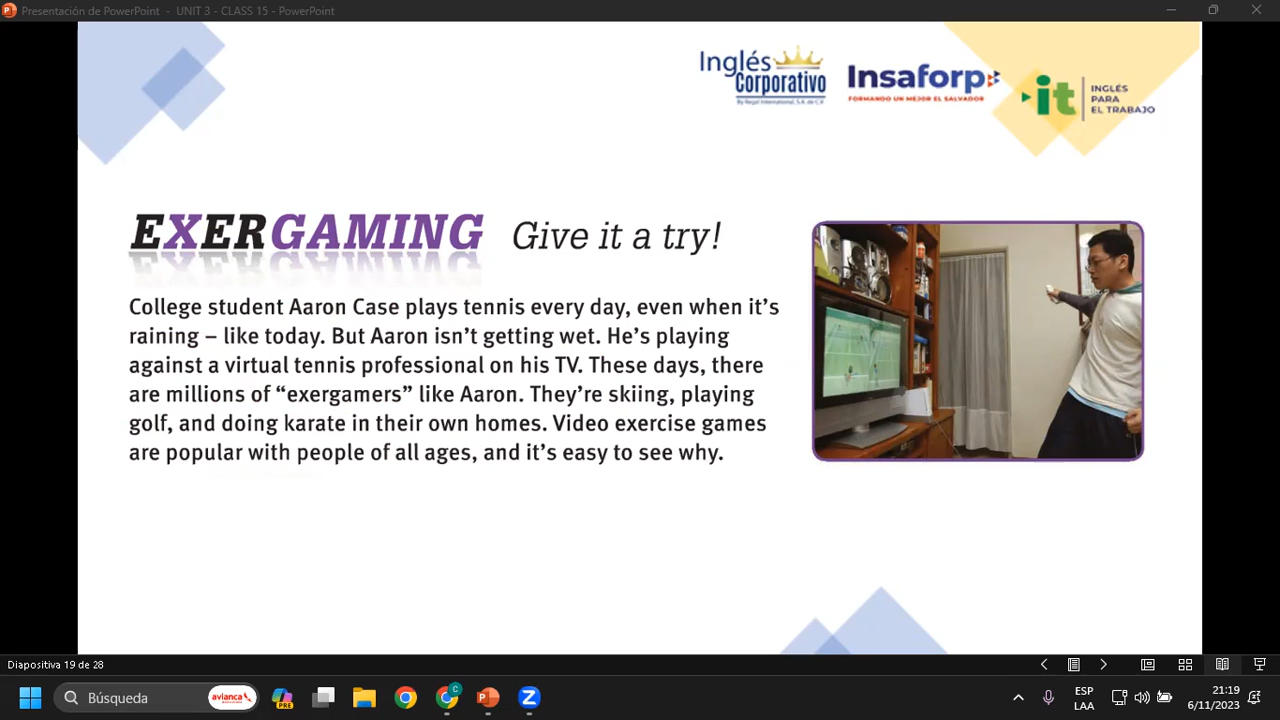 Presentación de PowerPoint - UNIT 3 - CLASS 15 - PowerPoint
Inglés
Corporativo
By Regal International, S.A. de C.V.
Insaforp
FORMANDO UN MEJOR EL SALVADOR
it
INGLÉS
PARA
EL TRABAJO
EXERGAMING Give it a try!
College student Aaron Case plays tennis every day, even when it's
raining – like today. But Aaron isn't getting wet. He's playing
against a virtual tennis professional on his TV. These days, there
are millions of “exergamers” like Aaron. They're skiing, playing
golf, and doing karate in their own homes. Video exercise games
are popular with people of all ages, and it's easy to see why.
Diapositiva 19 de 28
Búsqueda
avianca
PRE
C
ESP
LAA
21:19
6/11/2023